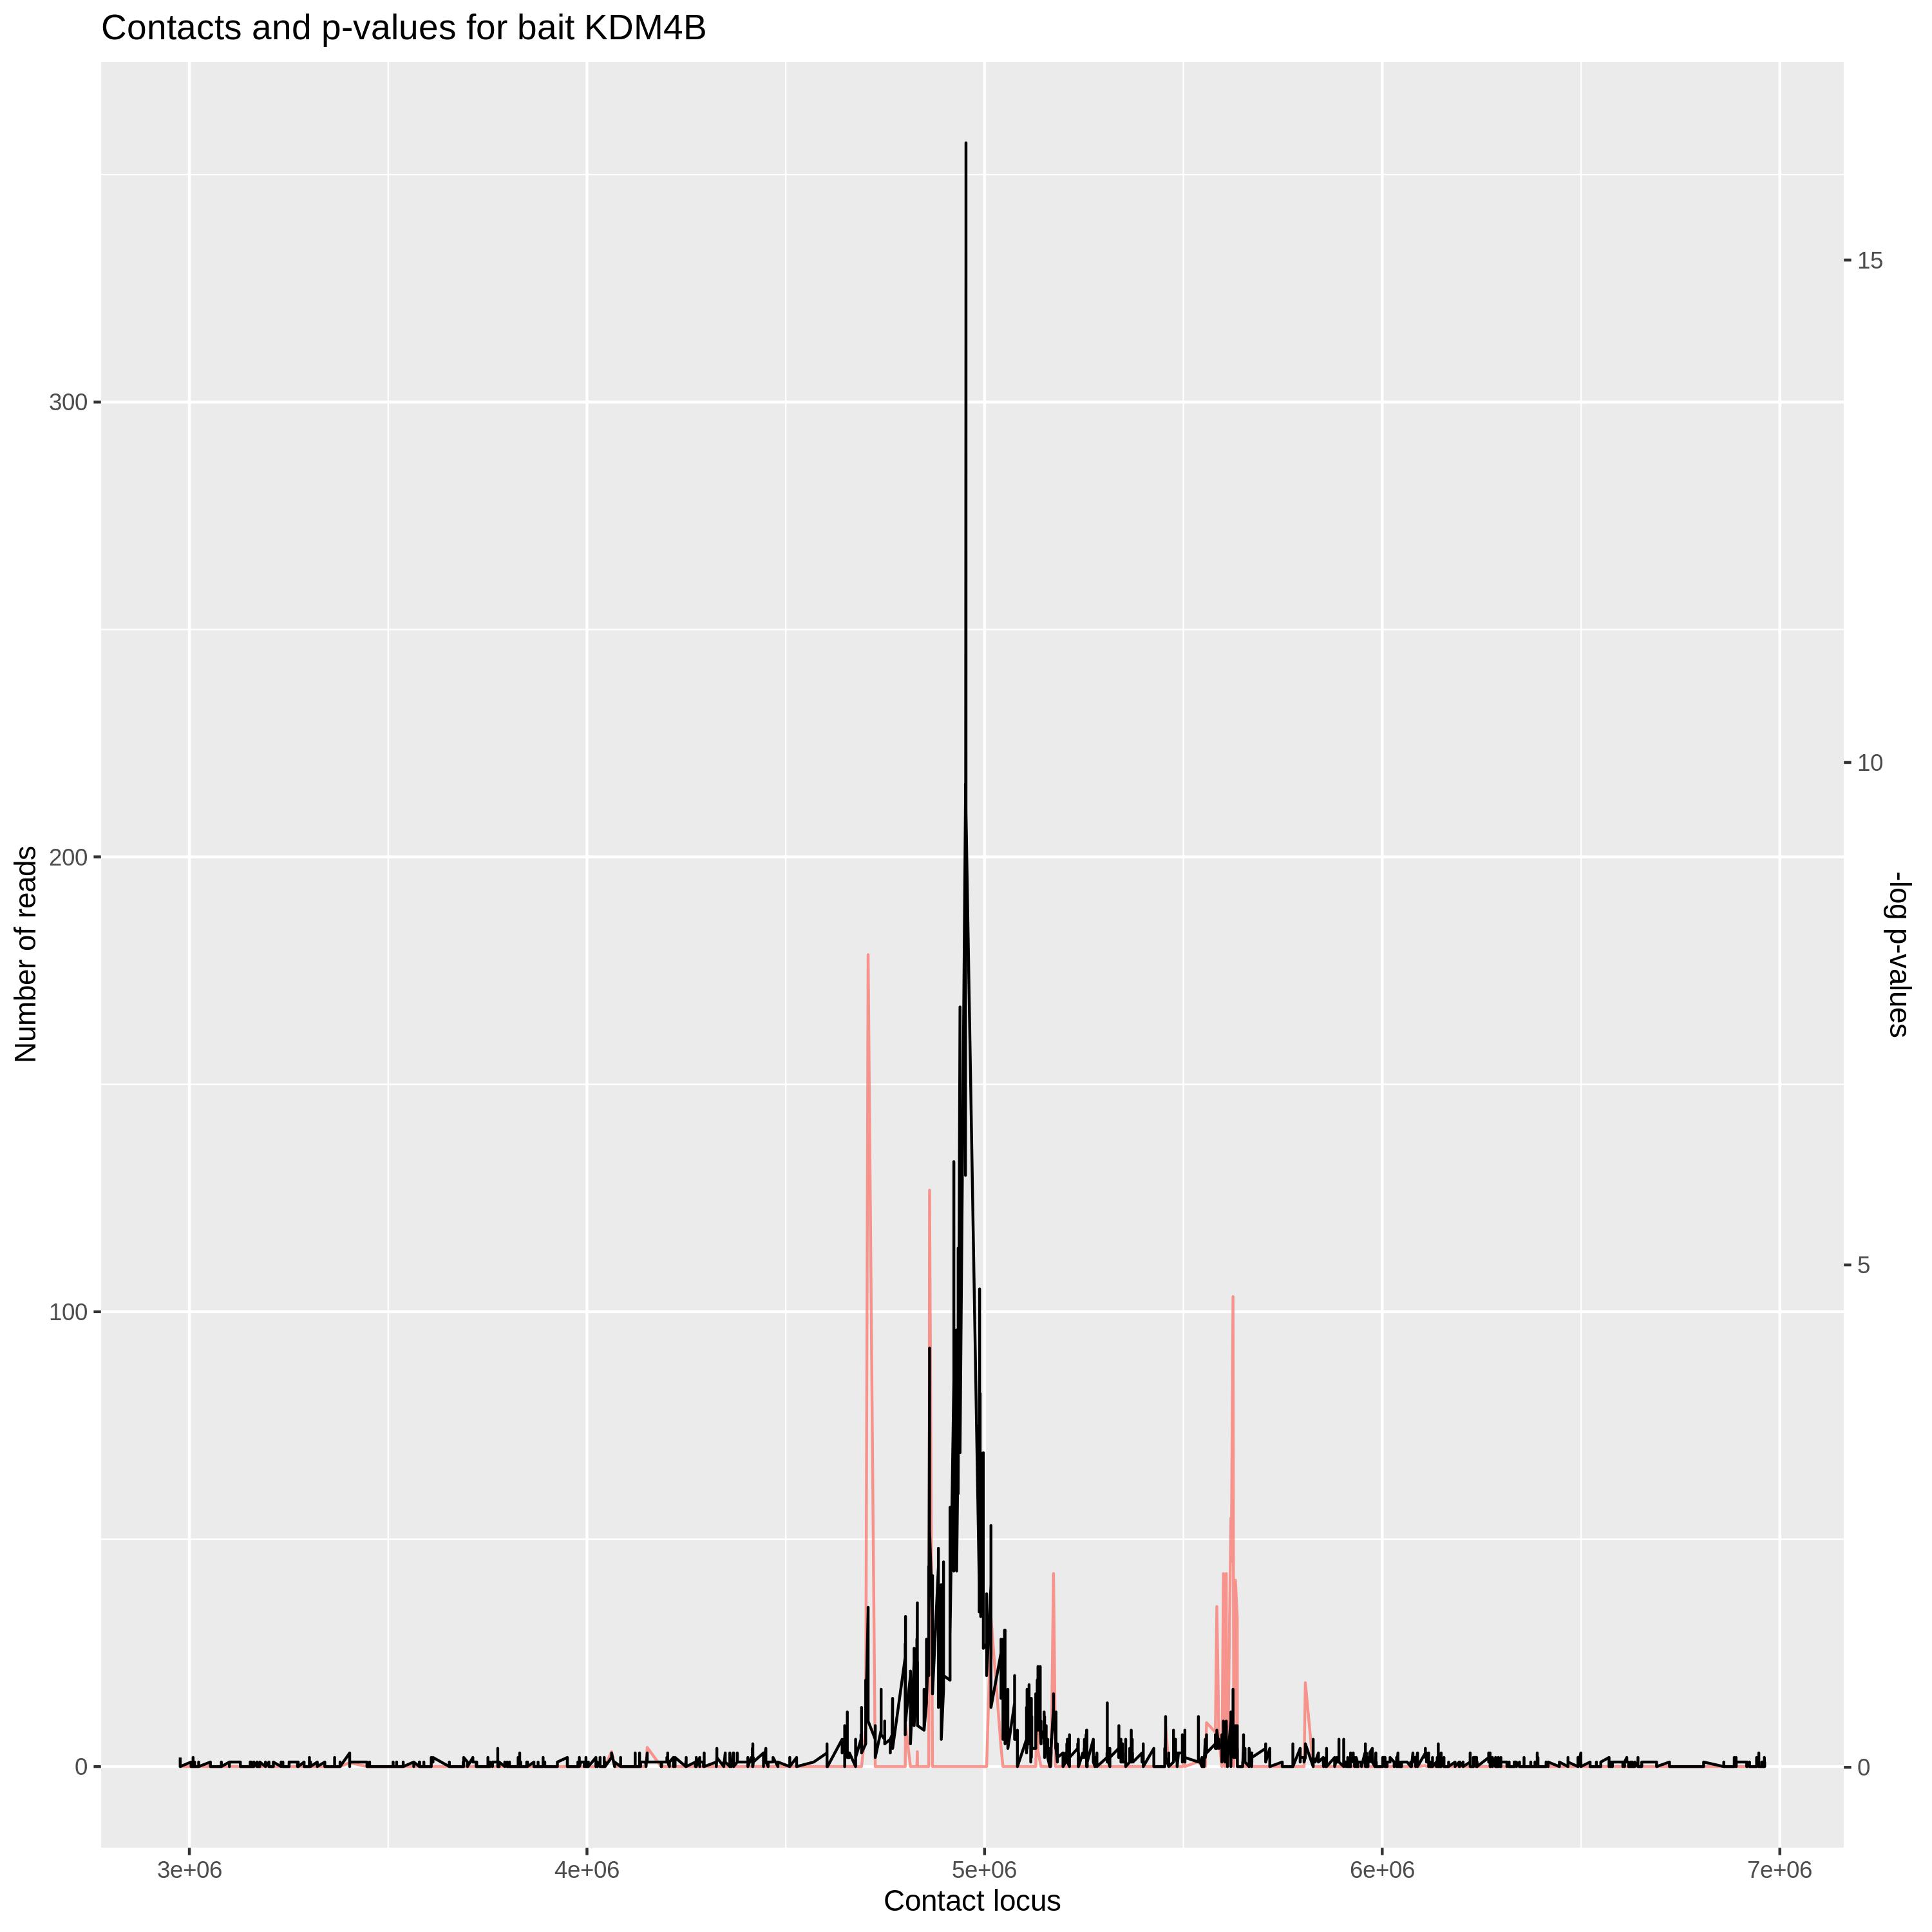 Contacts and p-values for bait KDM4B
Number of reads
300
200
100
0
15
10
5
0
-log p-values
3e+06 4e+06 5e+06 6e+06 7e+06
Contact locus